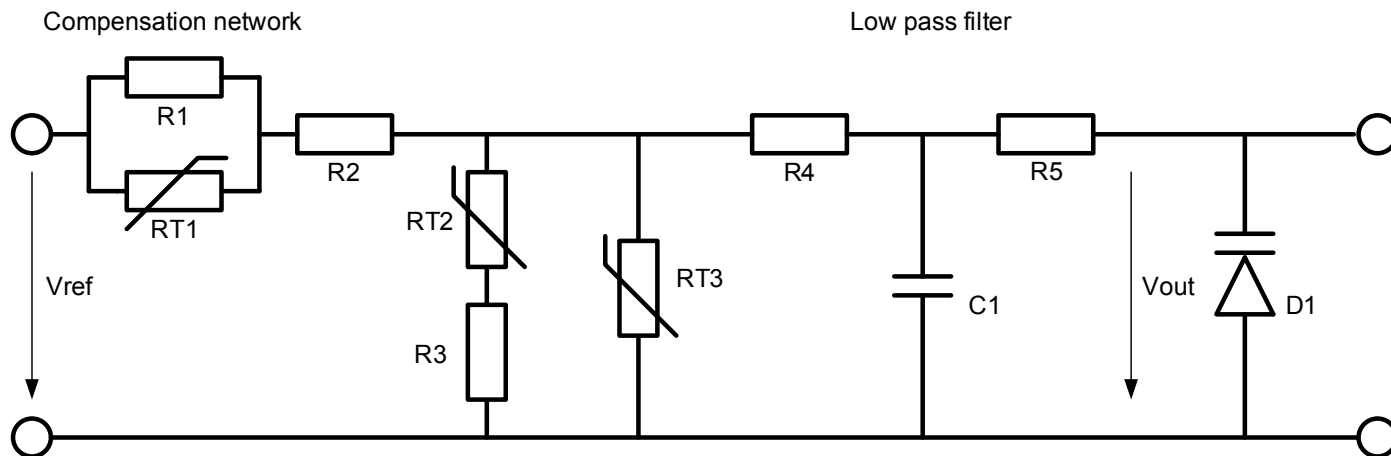 Compensation network
Low pass filter
R1
R2
R4
R5
RT1
RT2
RT3
Vref
Vout
C1
D1
R3